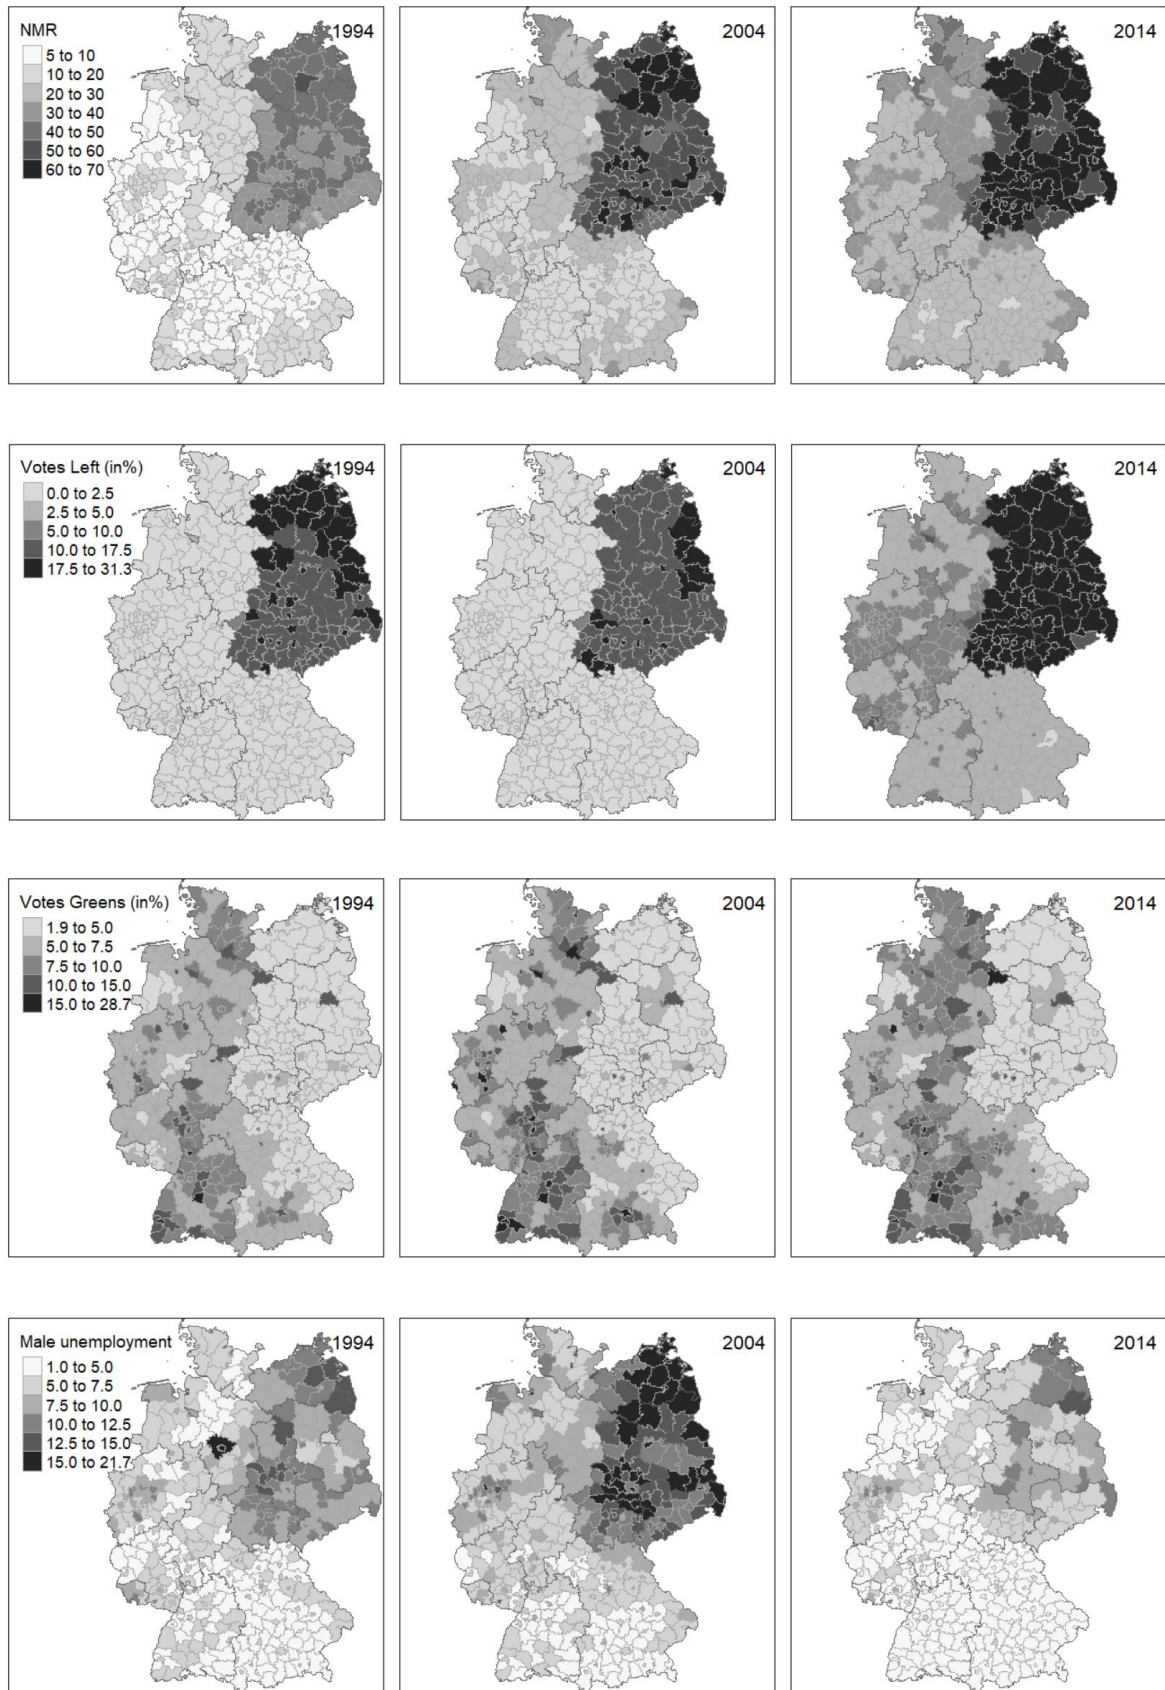 NMR
1994
5 to 10
10 to 20
20 to 30
30 to 40
40 to 50
50 to 60
60 to 70
2004
2014
Votes Left (in%)
1994
0.0 to 2.5
2.5 to 5.0
5.0 to 10.0
10.0 to 17.5
17.5 to 31.3
2004
2014
Votes Greens (in%)
1994
1.9 to 5.0
5.0 to 7.5
7.5 to 10.0
10.0 to 15.0
15.0 to 28.7
2004
2014
Male unemployment
1994
1.0 to 5.0
5.0 to 7.5
7.5 to 10.0
10.0 to 12.5
12.5 to 15.0
15.0 to 21.7
2004
2014